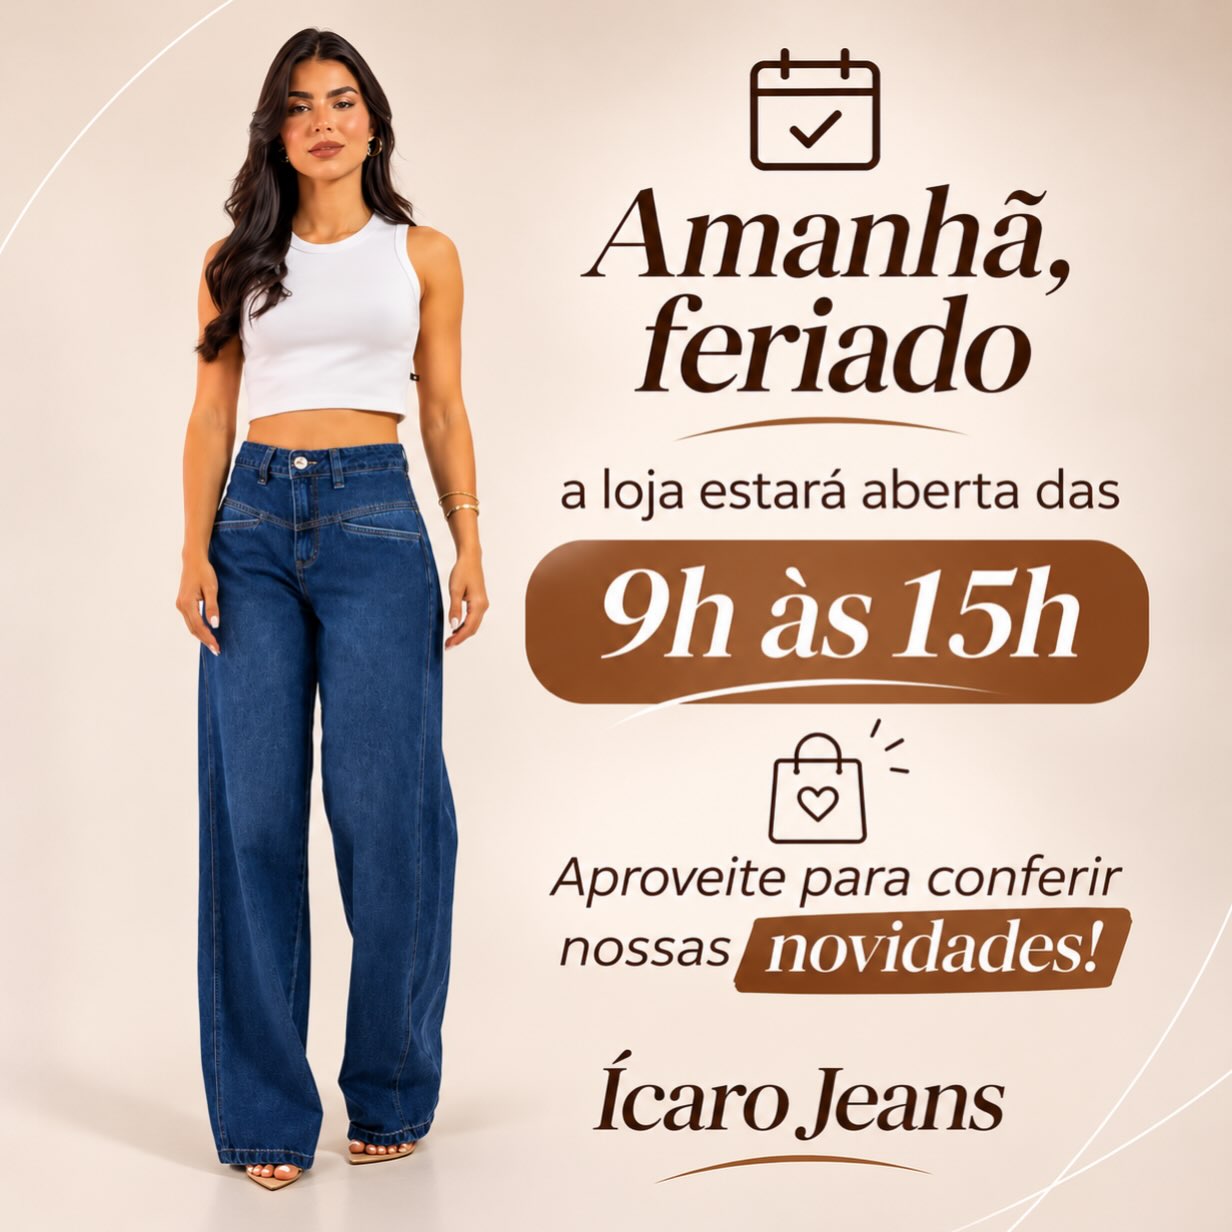 Amanhã,
feriado
a loja estará aberta das
9h às 15h
Aproveite para conferir
nossas novidades!
Ícaro Jeans